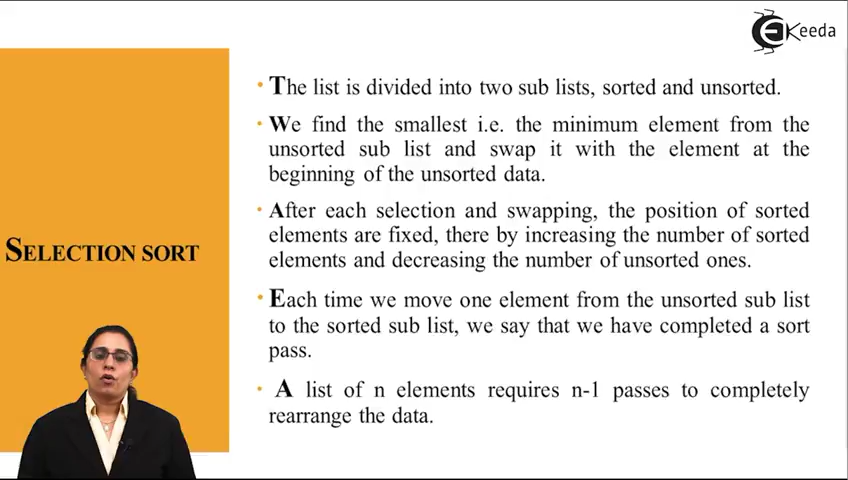 Keeda
• The list is divided into two sub lists, sorted and unsorted.
• We find the smallest i.e. the minimum element from the
unsorted sub list and swap it with the element at the
beginning of the unsorted data.
• After each selection and swapping, the position of sorted
elements are fixed, there by increasing the number of sorted
elements and decreasing the number of unsorted ones.
SELECTION SORT
• Each time we move one element from the unsorted sub list
to the sorted sub list, we say that we have completed a sort
pass.
• A list of n elements requires n-1 passes to completely
rearrange the data.